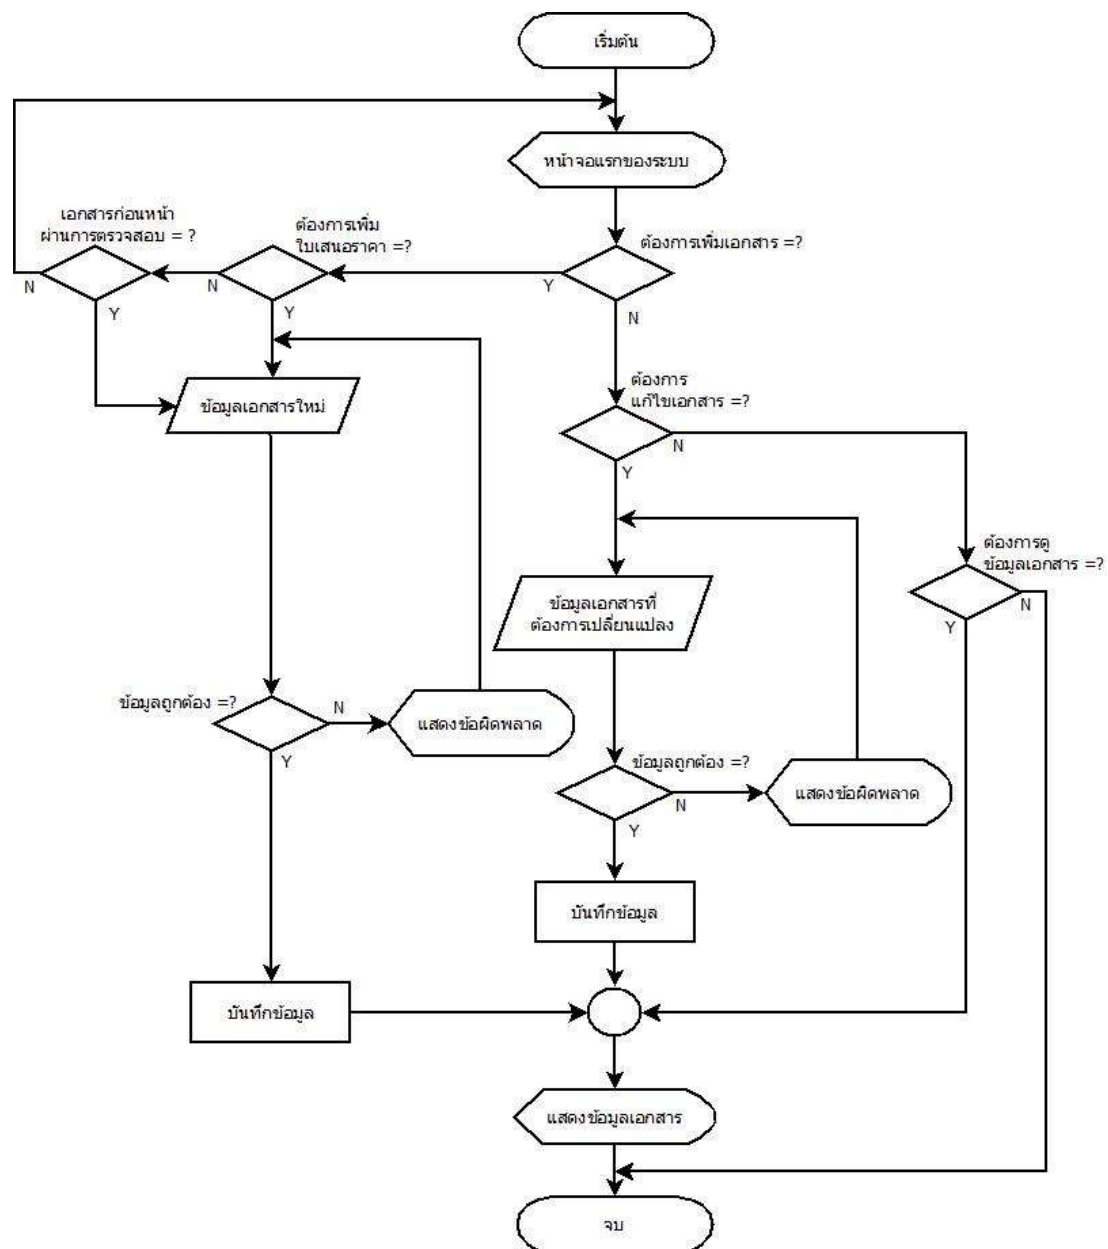 เริ่มต้น
หน้าจอแรกของระบบ
เอกสารก่อนหน้า
ผ่านการตรวจสอบ = ?
ต้องการเพิ่ม
ใบเสนอราคา =?
ต้องการเพิ่มเอกสาร =?
N
Y
N
Y
Y
N
ข้อมูลเอกสารใหม่
ต้องการ
แก้ไขเอกสาร =?
N
Y
ต้องการดู
ข้อมูลเอกสาร =?
N
Y
ข้อมูลเอกสารที่
ต้องการเปลี่ยนแปลง
ข้อมูลถูกต้อง =?
N
Y
แสดงข้อผิดพลาด
ข้อมูลถูกต้อง =?
N
Y
แสดงข้อผิดพลาด
บันทึกข้อมูล
บันทึกข้อมูล
แสดงข้อมูลเอกสาร
จบ